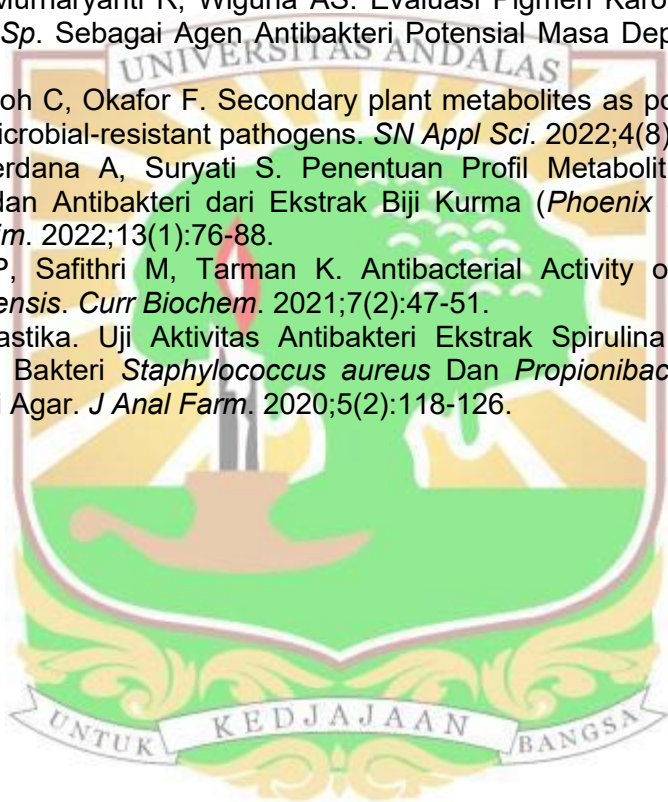 Mumaryanti R, Wiguna AS. Evaluasi Pigmen Karo
Sp. Sebagai Agen Antibakteri Potensial Masa Dep
UNIVERSITAS ANDALAS
oh C, Okafor F. Secondary plant metabolites as po
icrobial-resistant pathogens. SN Appl Sci. 2022;4(8)
erdana A, Suryati S. Penentuan Profil Metabolit
dan Antibakteri dari Ekstrak Biji Kurma (Phoenix
im. 2022;13(1):76-88.
P, Safithri M, Tarman K. Antibacterial Activity o
ensis. Curr Biochem. 2021;7(2):47-51.
astika. Uji Aktivitas Antibakteri Ekstrak Spirulina
Bakteri Staphylococcus aureus Dan Propionibac
i Agar. J Anal Farm. 2020;5(2):118-126.
UNTUK KEDJAJAAN BANGSA